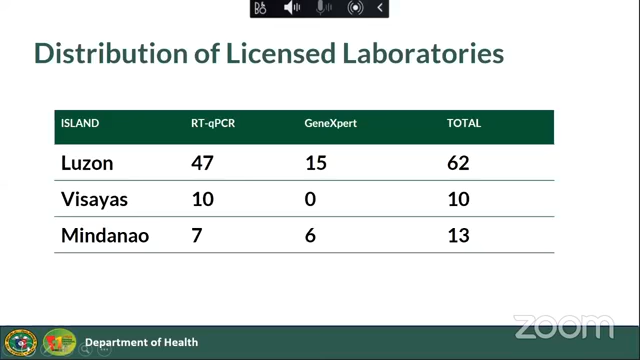 Distribution of Licensed Laboratories
ISLAND RT-qPCR GeneXpert TOTAL
Luzon 47 15 62
Visayas 10 0 10
Mindanao 7 6 13
zoom
Department of Health